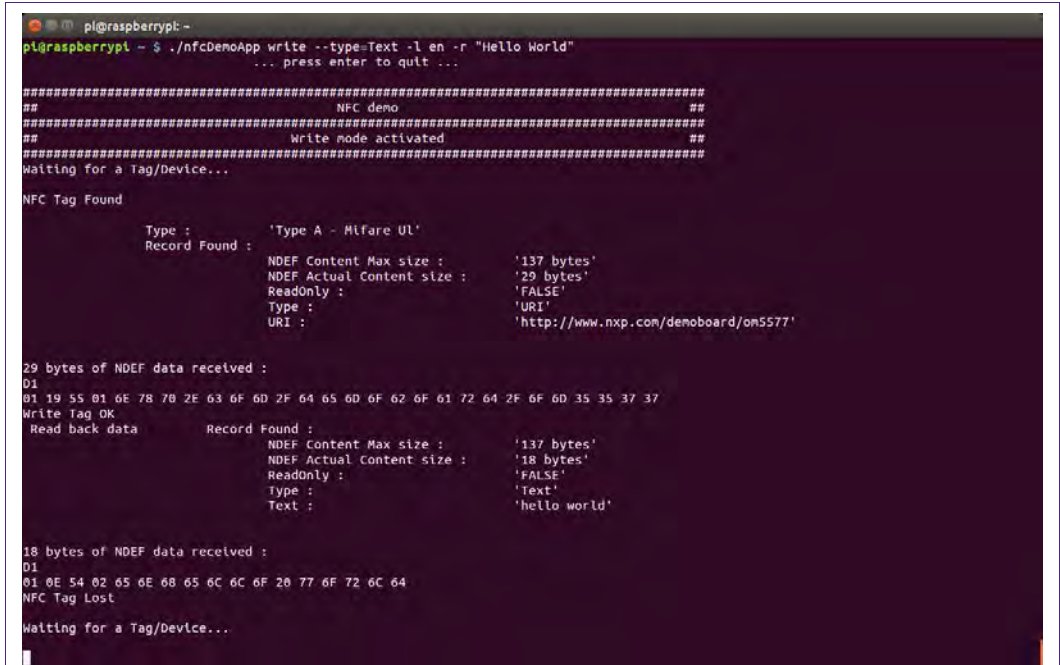 pi@raspberrypi: ~
pi@raspberrypi ~ $ ./nfcDemoApp write --type=Text -l en -r "Hello World"
... press enter to quit ...
#########################################################################################
## NFC demo ##
#########################################################################################
## Write mode activated ##
#########################################################################################
Waiting for a Tag/Device...
NFC Tag Found
Type : 'Type A - Mifare Ul'
Record Found :
NDEF Content Max size : '137 bytes'
NDEF Actual Content size : '29 bytes'
ReadOnly : 'FALSE'
Type : 'URI'
URI : 'http://www.nxp.com/demoboard/om5577'
29 bytes of NDEF data received :
D1
01 19 55 01 6E 78 70 2E 63 6F 6D 2F 64 65 6D 6F 62 6F 61 72 64 2F 6F 6D 35 35 37 37
Write Tag OK
Read back data Record Found :
NDEF Content Max size : '137 bytes'
NDEF Actual Content size : '18 bytes'
ReadOnly : 'FALSE'
Type : 'Text'
Text : 'hello world'
18 bytes of NDEF data received :
D1
01 0E 54 02 65 6E 68 65 6C 6C 6F 20 77 6F 72 6C 64
NFC Tag Lost
Waiting for a Tag/Device...